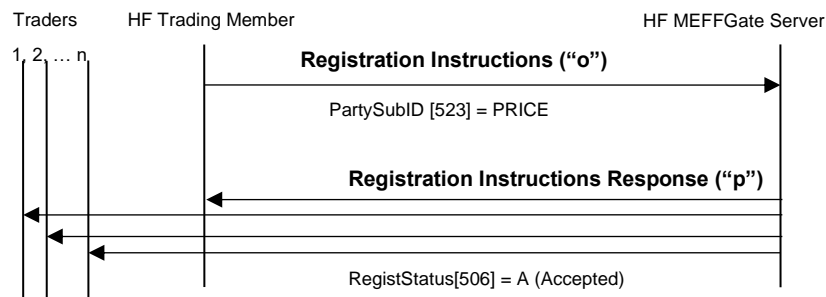 Traders HF Trading Member HF MEFFGate Server
1, 2, … n
Registration Instructions (“o”)
PartySubID [523] = PRICE
Registration Instructions Response (“p”)
RegistStatus[506] = A (Accepted)